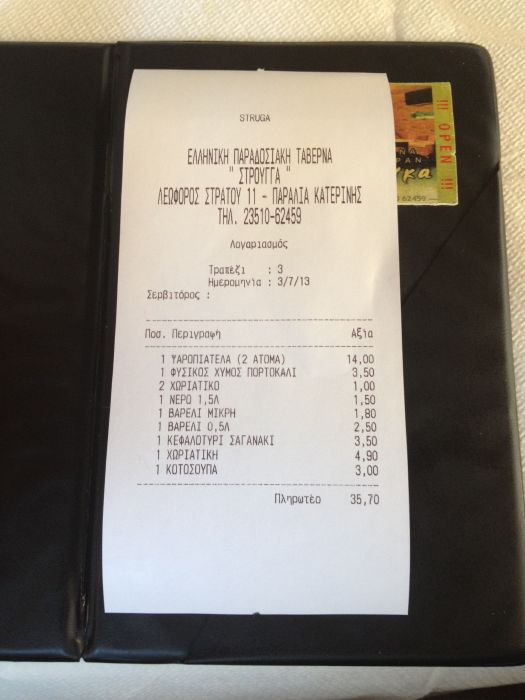 STRUGA
ΕΛΛΗΝΙΚΗ ΠΑΡΑΔΟΣΙΑΚΗ ΤΑΒΕΡΝΑ
" ΣΤΡΟΥΓΓΑ "
ΛΕΩΦΟΡΟΣ ΣΤΡΑΤΟΥ 11 - ΠΑΡΑΛΙΑ ΚΑΤΕΡΙΝΗΣ
ΤΗΛ. 23510-62459
Λογαριασμός
Τραπέζι : 3
Ημερομηνία : 3/7/13
Σερβιτόρος :
Ποσ. Περιγραφή Αξία
1 ΨΑΡΟΠΙΑΤΕΛΑ (2 ΑΤΟΜΑ) 14,00
1 ΦΥΣΙΚΟΣ ΧΥΜΟΣ ΠΟΡΤΟΚΑΛΙ 3,50
2 ΧΩΡΙΑΤΙΚΟ 1,00
1 ΝΕΡΟ 1,5Λ 1,50
1 ΒΑΡΕΛΙ ΜΙΚΡΗ 1,80
1 ΒΑΡΕΛΙ 0,5Λ 2,50
1 ΚΕΦΑΛΟΤΥΡΙ ΣΑΓΑΝΑΚΙ 3,50
1 ΧΩΡΙΑΤΙΚΗ 4,90
1 ΚΟΤΟΣΟΥΠΑ 3,00
Πληρωτέο 35,70
!!! OPEN !!!
62459